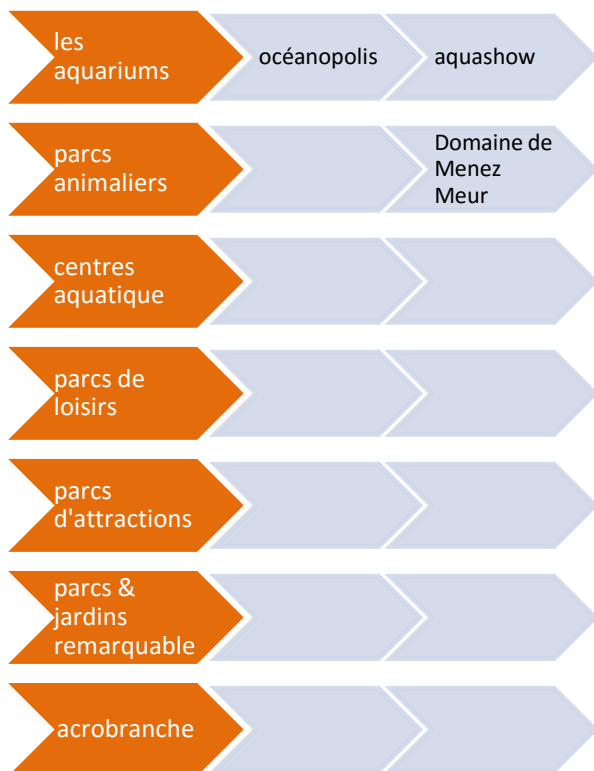 les
aquariums
océanopolis
aquashow
parcs
animaliers
Domaine de
Menez
Meur
centres
aquatique
parcs de
loisirs
parcs
d'attractions
parcs &
jardins
remarquable
acrobranche